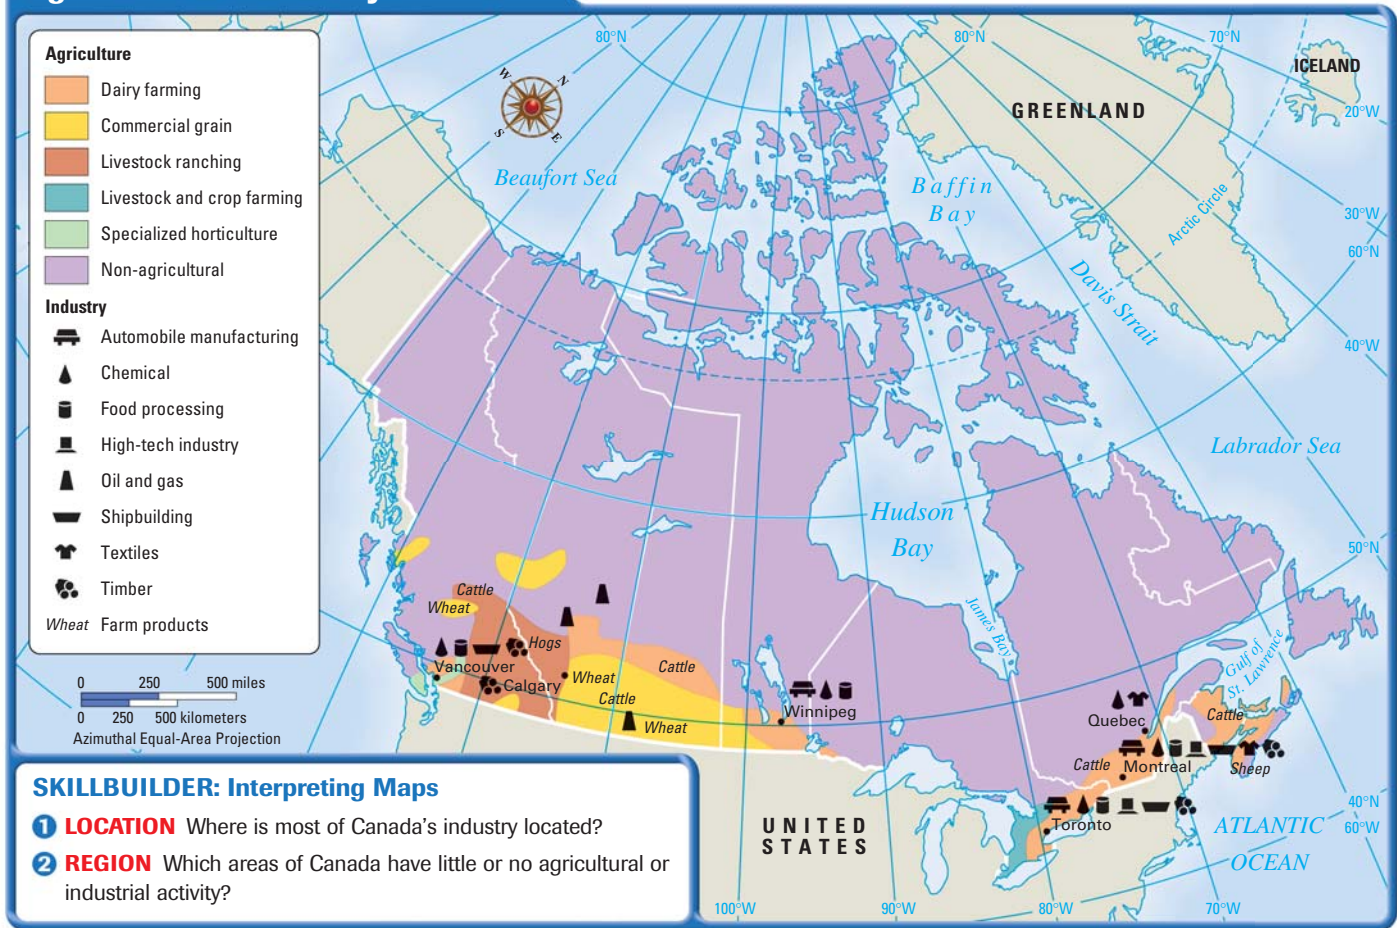 Agriculture
Dairy farming
Commercial grain
Livestock ranching
Livestock and crop farming
Specialized horticulture
Non-agricultural
Industry
Automobile manufacturing
Chemical
Food processing
High-tech industry
Oil and gas
Shipbuilding
Textiles
Timber
Wheat Farm products
0 250 500 miles
0 250 500 kilometers
Azimuthal Equal-Area Projection
W
N
S
E
80°N
80°N
70°N
ICELAND
GREENLAND
20°W
Beaufort Sea
Baffin
Bay
Arctic Circle
30°W
60°N
Davis Strait
40°W
Labrador Sea
Hudson
Bay
50°N
James Bay
Gulf of
St. Lawrence
Cattle
Wheat
Hogs
Vancouver
Calgary
Wheat
Cattle
Cattle
Wheat
Winnipeg
Quebec
Cattle
Cattle
Montreal
Sheep
Toronto
40°N
60°W
ATLANTIC
OCEAN
UNITED
STATES
100°W
90°W
80°W
70°W
SKILLBUILDER: Interpreting Maps
1 LOCATION Where is most of Canada's industry located?
2 REGION Which areas of Canada have little or no agricultural or
industrial activity?